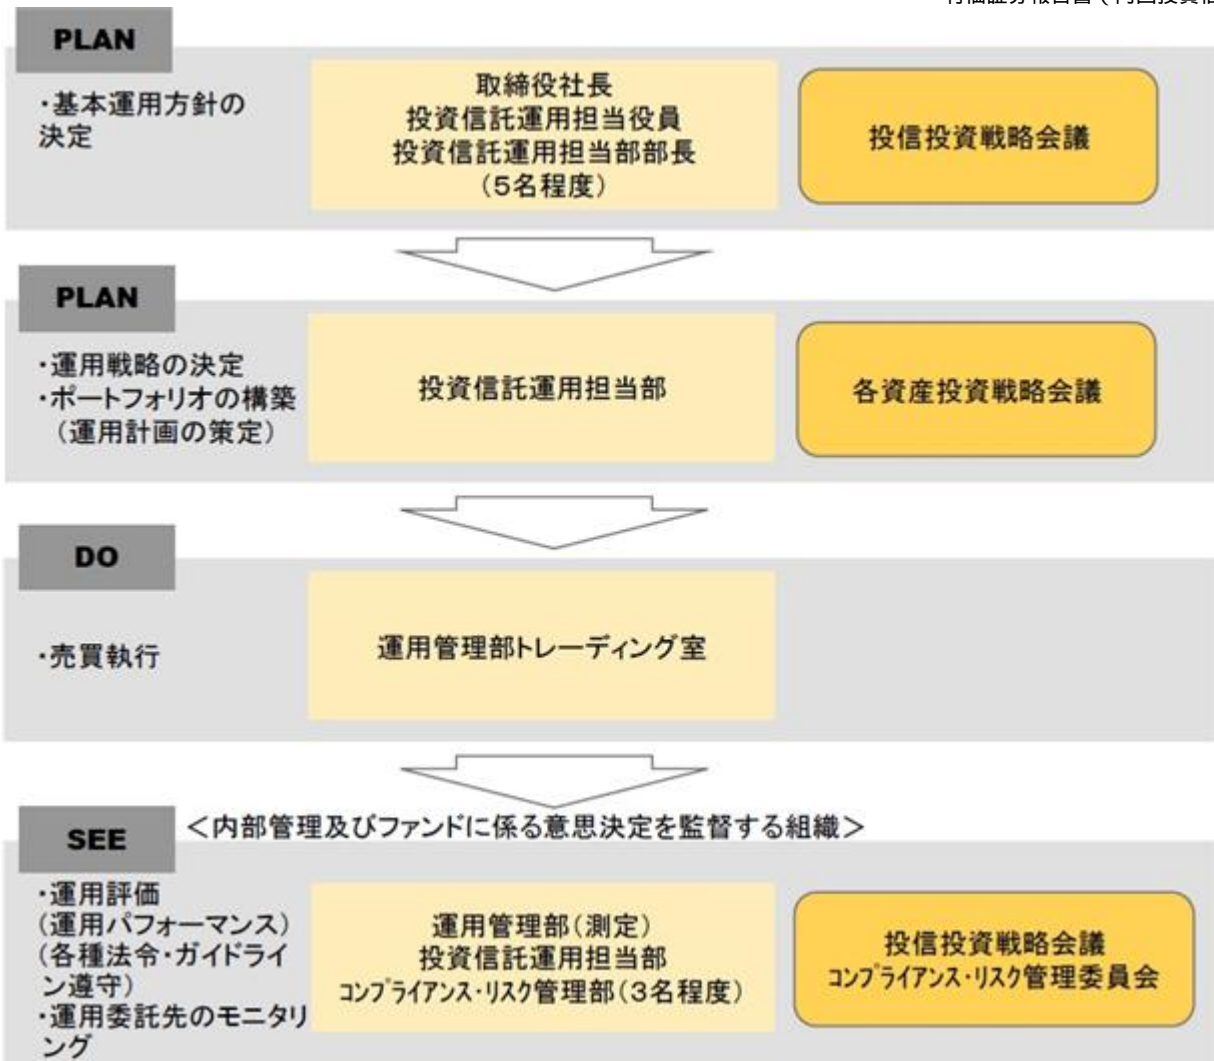 PLAN
・基本運用方針の
決定
取締役社長
投資信託運用担当役員
投資信託運用担当部部長
(5名程度)
投信投資戦略会議
PLAN
・運用戦略の決定
・ポートフォリオの構築
(運用計画の策定)
投資信託運用担当部
各資産投資戦略会議
DO
・売買執行
運用管理部トレーディング室
SEE
<内部管理及びファンドに係る意思決定を監督する組織>
・運用評価
(運用パフォーマンス)
(各種法令・ガイドライ
ン遵守)
・運用委託先のモニタリ
ング
運用管理部(測定)
投資信託運用担当部
コンプライアンス・リスク管理部(3名程度)
投信投資戦略会議
コンプライアンス・リスク管理委員会